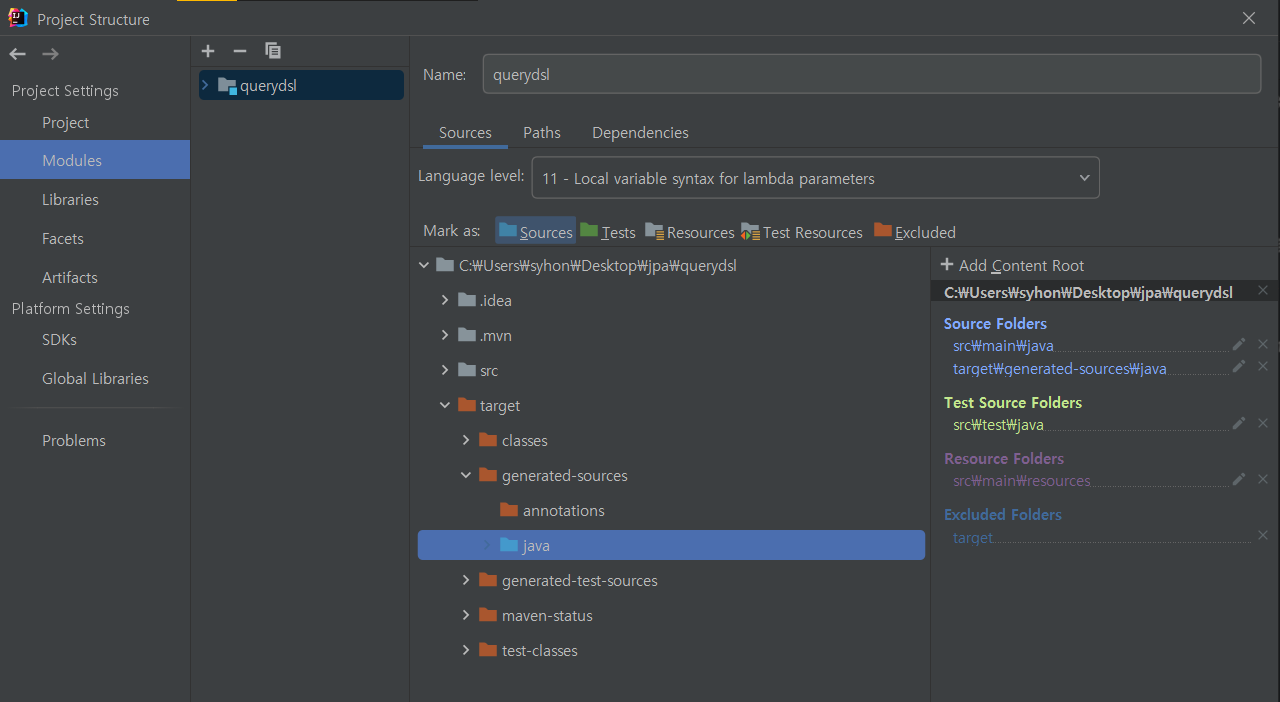 Project Structure
Project Settings
Project
Modules
Libraries
Facets
Artifacts
Platform Settings
SDKs
Global Libraries
Problems
querydsl
Name: querydsl
Sources Paths Dependencies
Language level: 11 - Local variable syntax for lambda parameters
Mark as: Sources Tests Resources Test Resources Excluded
C:₩Users₩syhon₩Desktop₩jpa₩querydsl
.idea
.mvn
src
target
classes
generated-sources
annotations
java
generated-test-sources
maven-status
test-classes
+ Add Content Root
C:₩Users₩syhon₩Desktop₩jpa₩querydsl
Source Folders
src₩main₩java
target₩generated-sources₩java
Test Source Folders
src₩test₩java
Resource Folders
src₩main₩resources
Excluded Folders
target